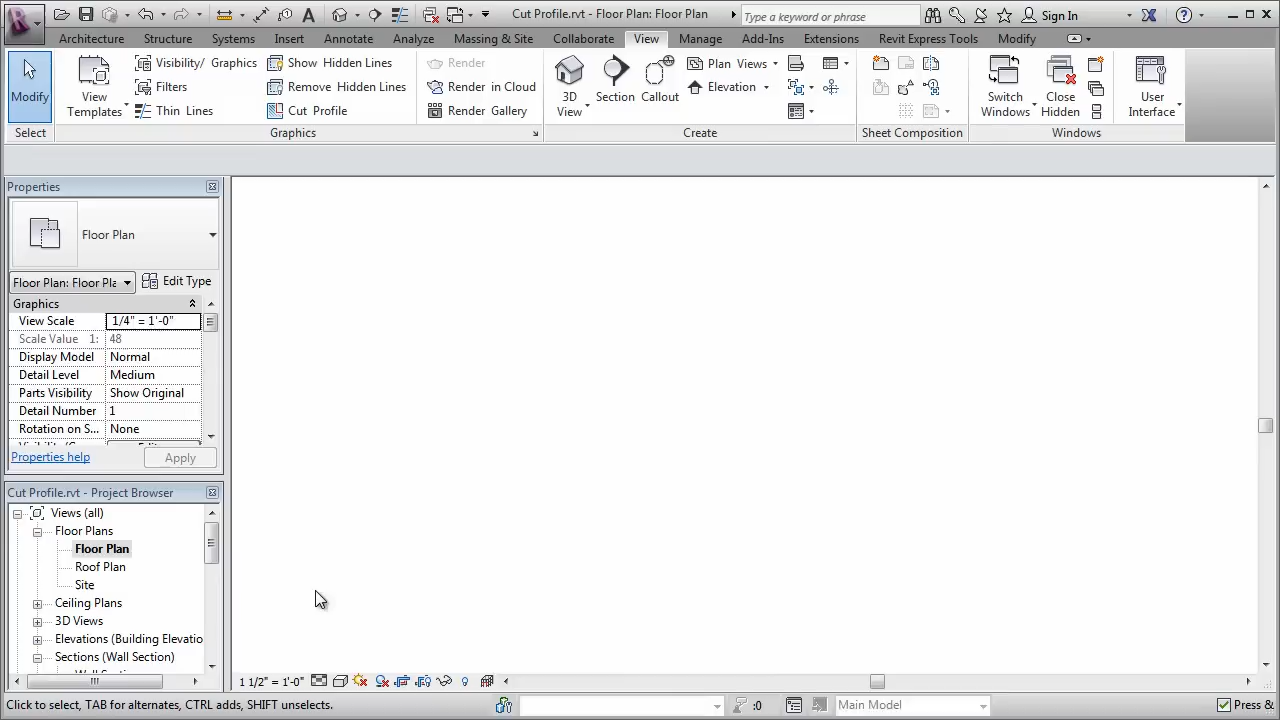 Cut Profile.rvt - Floor Plan: Floor Plan
Type a keyword or phrase
Sign In
Architecture Structure Systems Insert Annotate Analyze Massing & Site Collaborate View Manage Add-Ins Extensions Revit Express Tools Modify
Modify
View Templates
Visibility/ Graphics
Filters
Thin Lines
Show Hidden Lines
Remove Hidden Lines
Cut Profile
Render
Render in Cloud
Render Gallery
3D View
Section
Callout
Plan Views
Elevation
Switch Windows
Close Hidden
User Interface
Select Graphics Create Sheet Composition Windows
Properties
Floor Plan
Floor Plan: Floor Pla
Edit Type
Graphics
View Scale 1/4" = 1'-0"
Scale Value 1: 48
Display Model Normal
Detail Level Medium
Parts Visibility Show Original
Detail Number 1
Rotation on S... None
Properties help
Apply
Cut Profile.rvt - Project Browser
Views (all)
Floor Plans
Floor Plan
Roof Plan
Site
Ceiling Plans
3D Views
Elevations (Building Elevatio
Sections (Wall Section)
1 1/2" = 1'-0"
Click to select, TAB for alternates, CTRL adds, SHIFT unselects.
:0
Main Model
Press &